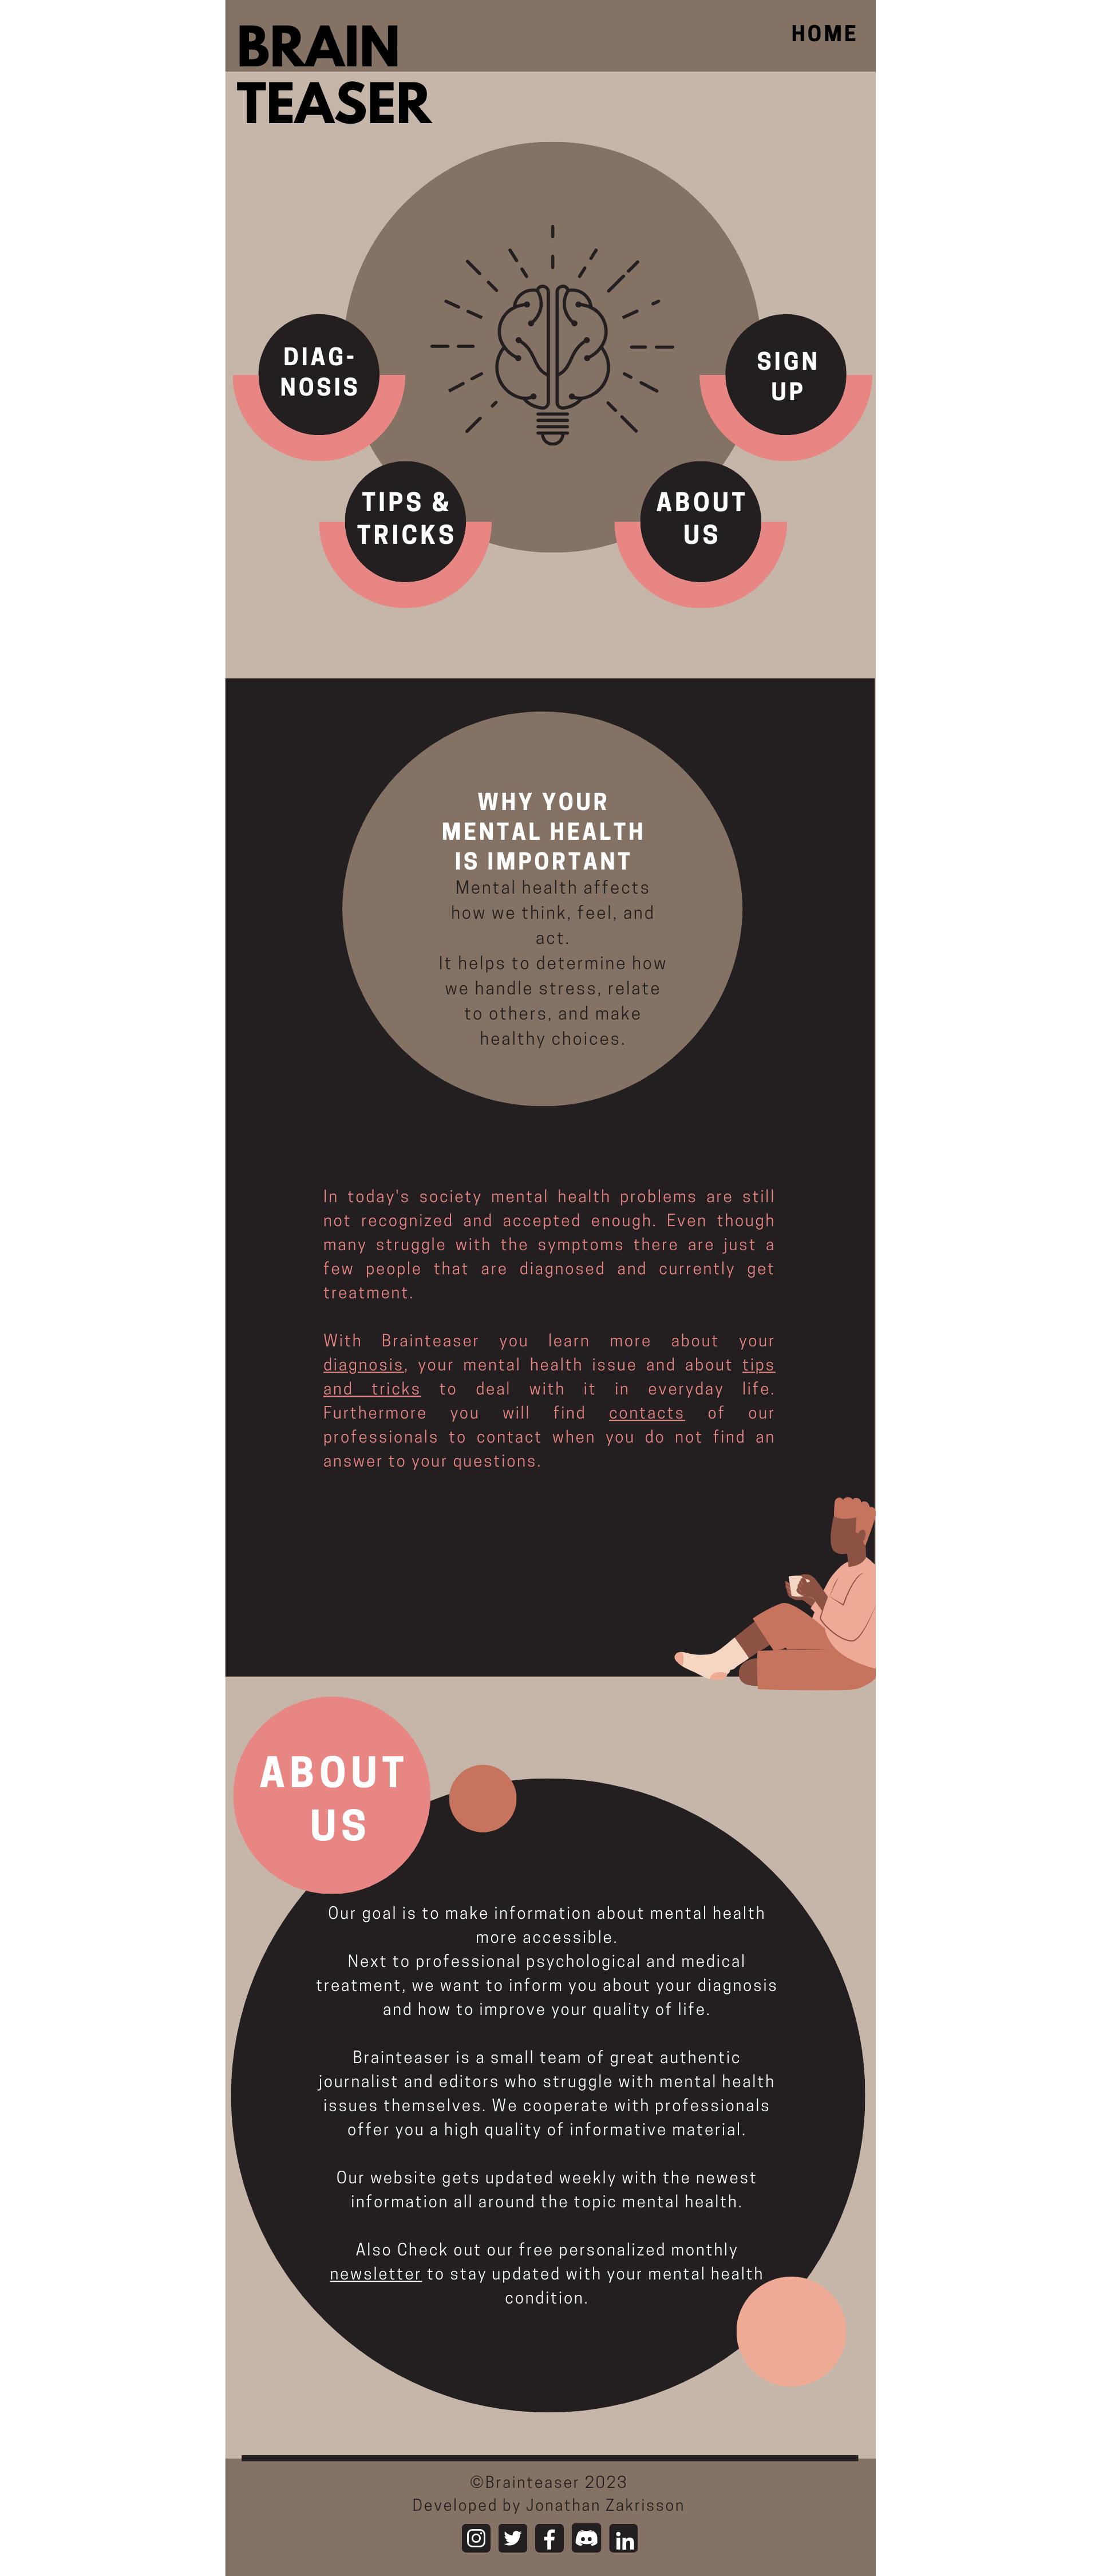 BRAIN
TEASER
HOME
DIAG-
NOSIS
SIGN
UP
TIPS &
TRICKS
ABOUT
US
WHY YOUR
MENTAL HEALTH
IS IMPORTANT
Mental health affects
how we think, feel, and
act.
It helps to determine how
we handle stress, relate
to others, and make
healthy choices.
In today's society mental health problems are still
not recognized and accepted enough. Even though
many struggle with the symptoms there are just a
few people that are diagnosed and currently get
treatment.
With Brainteaser you learn more about your
diagnosis, your mental health issue and about tips
and tricks to deal with it in everyday life.
Furthermore you will find contacts of our
professionals to contact when you do not find an
answer to your questions.
ABOUT
US
Our goal is to make information about mental health
more accessible.
Next to professional psychological and medical
treatment, we want to inform you about your diagnosis
and how to improve your quality of life.
Brainteaser is a small team of great authentic
journalist and editors who struggle with mental health
issues themselves. We cooperate with professionals
offer you a high quality of informative material.
Our website gets updated weekly with the newest
information all around the topic mental health.
Also Check out our free personalized monthly
newsletter to stay updated with your mental health
condition.
©Brainteaser 2023
Developed by Jonathan Zakrisson